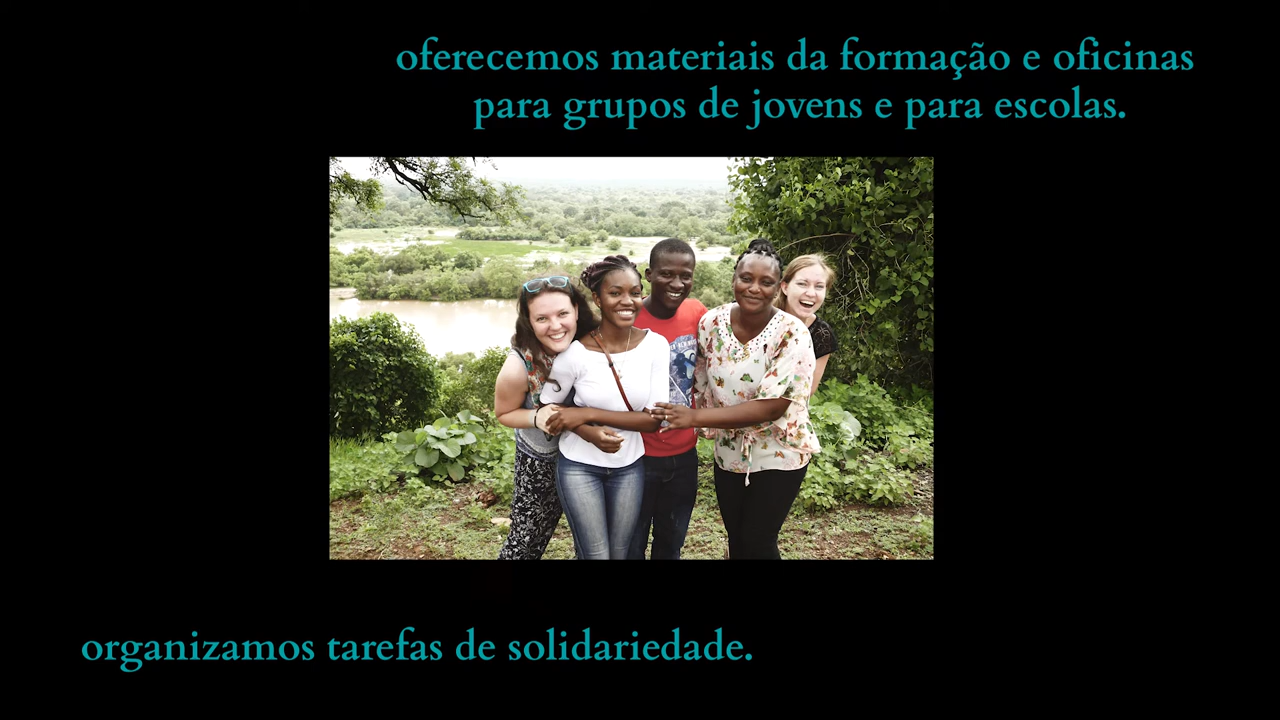 oferecemos materiais da formação e oficinas
para grupos de jovens e para escolas.
organizamos tarefas de solidariedade.